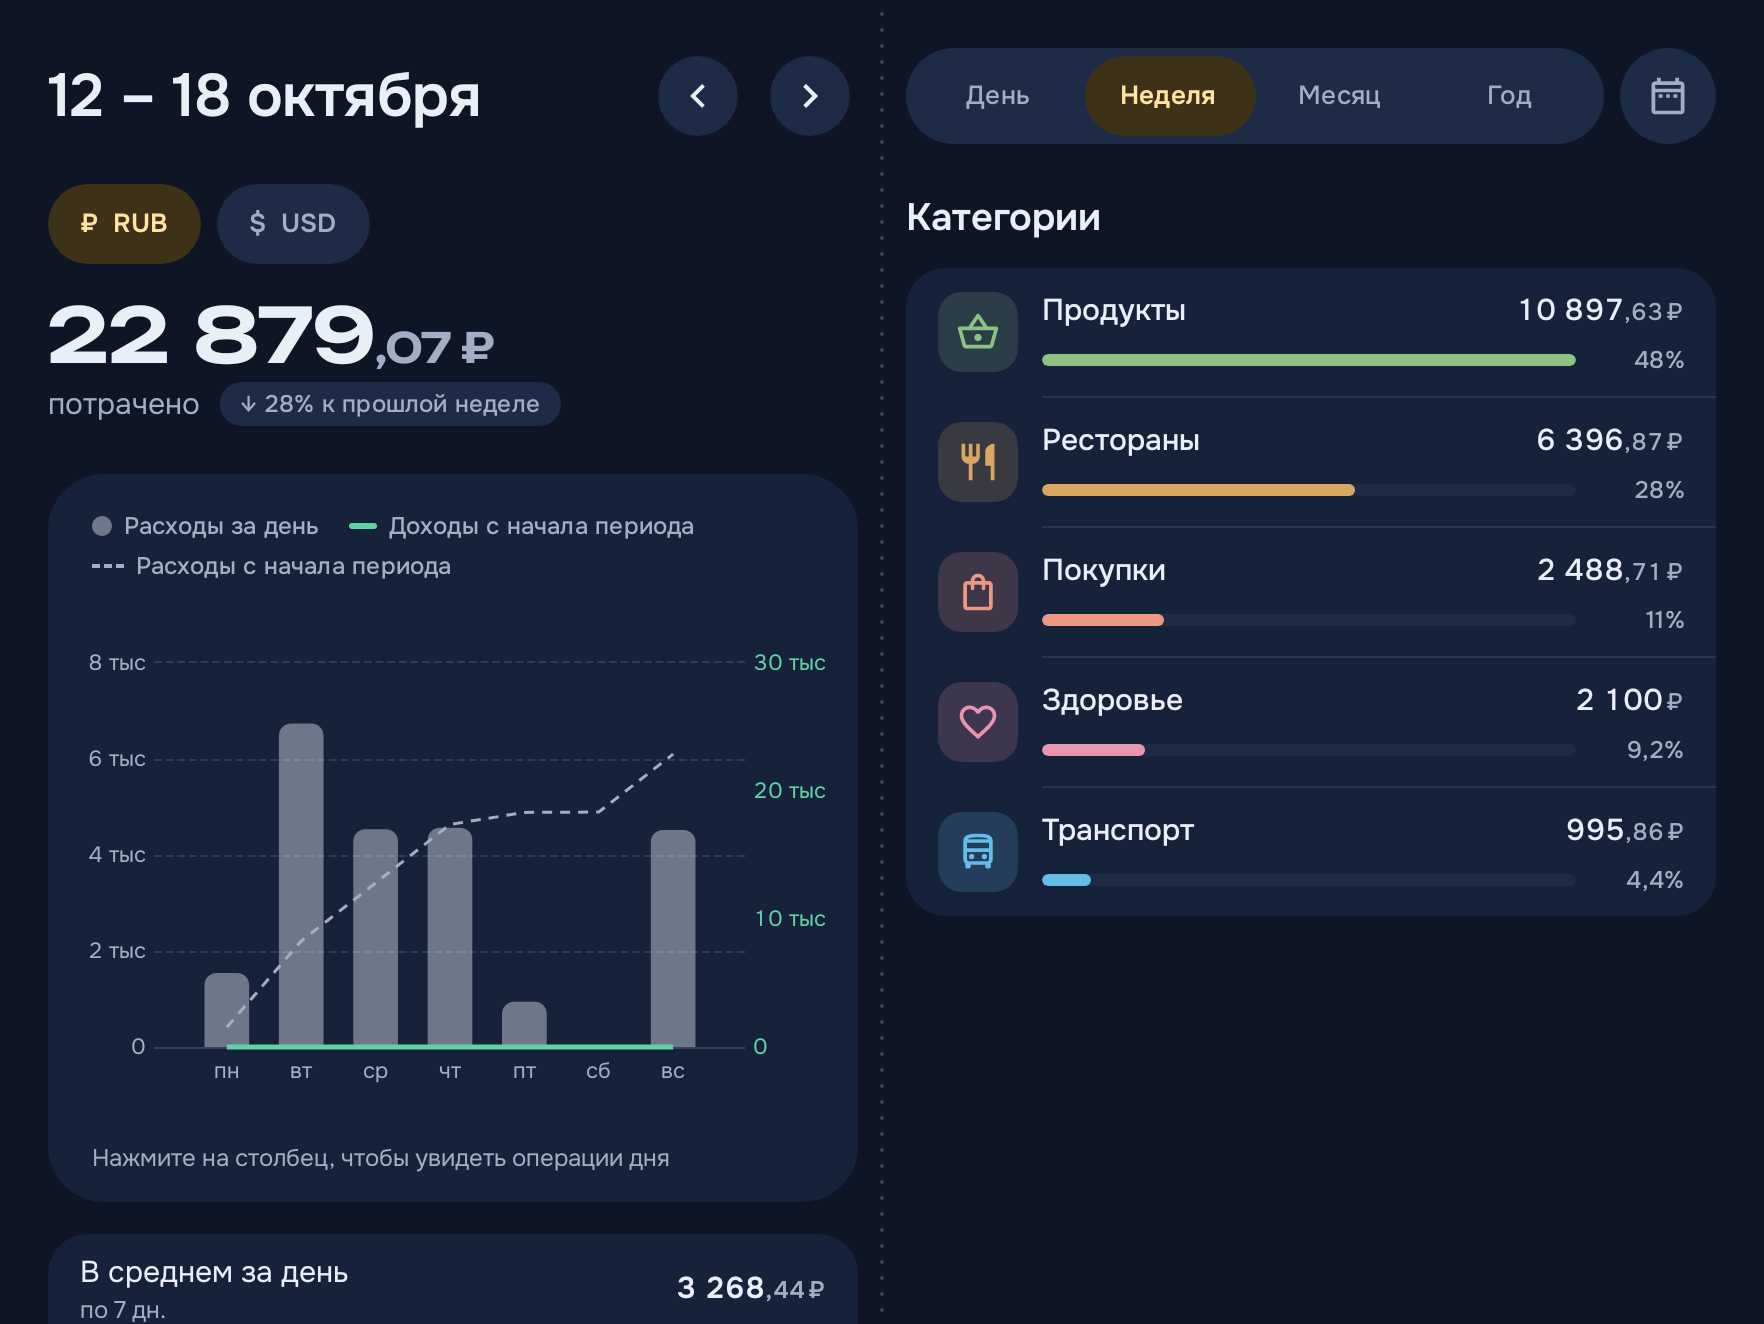 12 – 18 октября
₽ RUB
$ USD
22 879,07 ₽
потрачено
↓ 28% к прошлой неделе
Расходы за день
Доходы с начала периода
Расходы с начала периода
8 тыс
6 тыс
4 тыс
2 тыс
0
30 тыс
20 тыс
10 тыс
0
пн вт ср чт пт сб вс
Нажмите на столбец, чтобы увидеть операции дня
В среднем за день
по 7 дн.
3 268,44 ₽
День
Неделя
Месяц
Год
Категории
Продукты
10 897,63 ₽
48%
Рестораны
6 396,87 ₽
28%
Покупки
2 488,71 ₽
11%
Здоровье
2 100 ₽
9,2%
Транспорт
995,86 ₽
4,4%